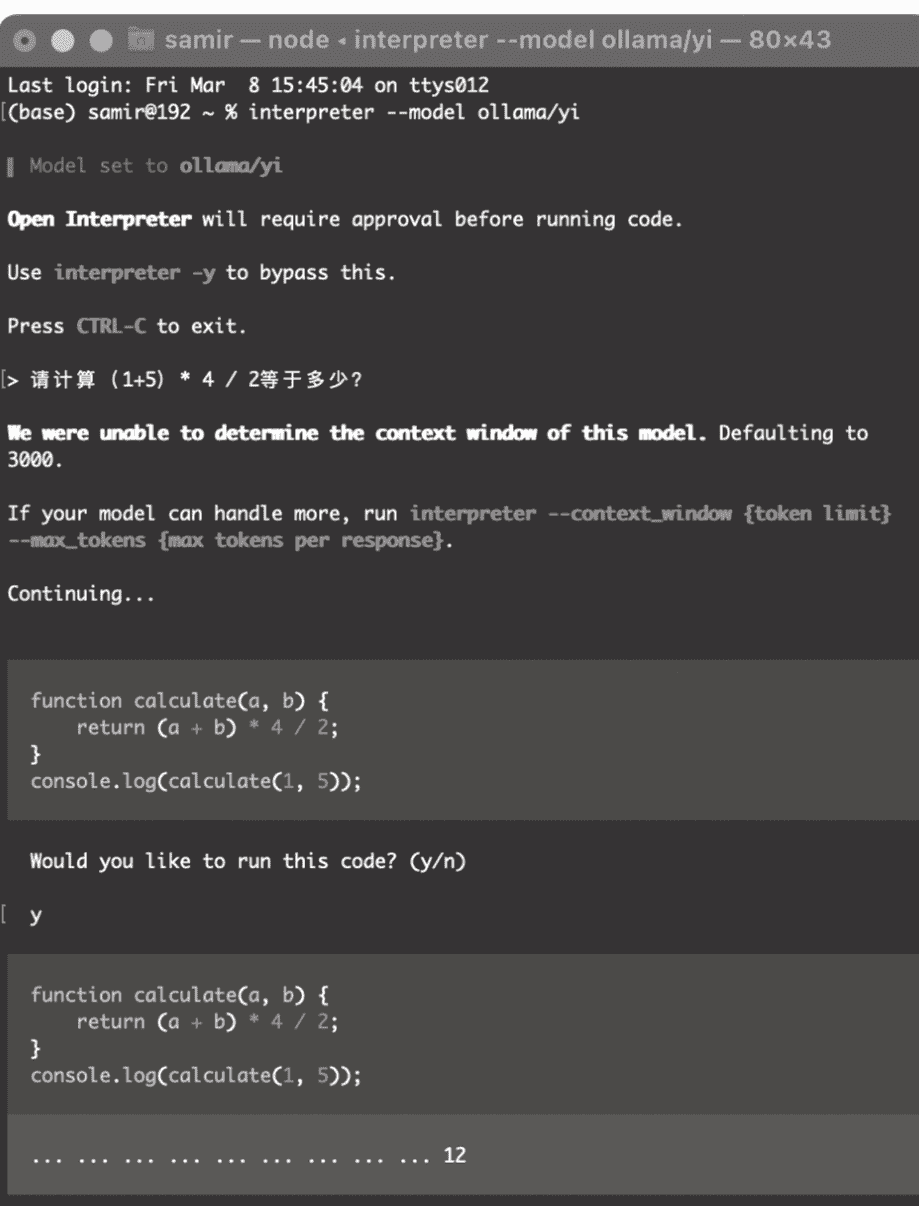 samir — node ◂ interpreter --model ollama/yi — 80×43
Last login: Fri Mar  8 15:45:04 on ttys012
[(base) samir@192 ~ % interpreter --model ollama/yi
▌ Model set to ollama/yi
Open Interpreter will require approval before running code.
Use interpreter -y to bypass this.
Press CTRL-C to exit.
[> 请计算 (1+5) * 4 / 2等于多少?
We were unable to determine the context window of this model. Defaulting to
3000.
If your model can handle more, run interpreter --context_window {token limit}
--max_tokens {max tokens per response}.
Continuing...
function calculate(a, b) {
    return (a + b) * 4 / 2;
}
console.log(calculate(1, 5));
Would you like to run this code? (y/n)
[ y
function calculate(a, b) {
    return (a + b) * 4 / 2;
}
console.log(calculate(1, 5));
... ... ... ... ... ... ... ... ... 12